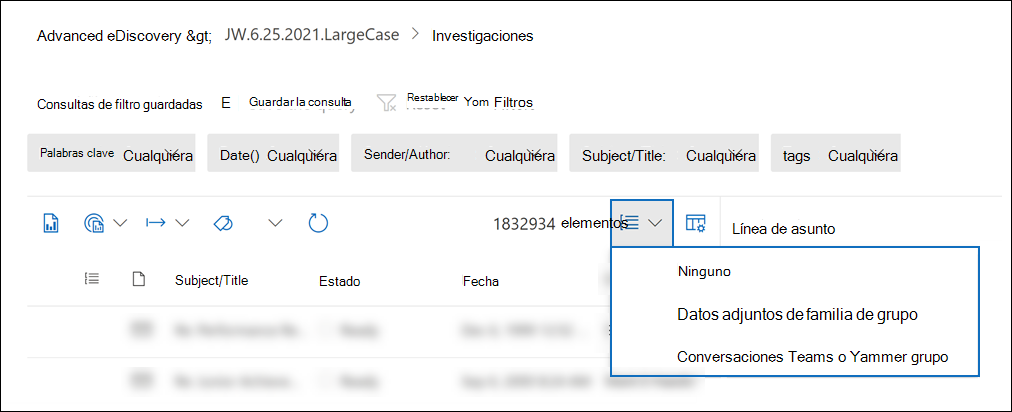 Advanced eDiscovery &gt; JW.6.25.2021.LargeCase > Investigaciones
Consultas de filtro guardadas E Guardar la consulta Restablecer Yom Filtros
Palabras clave Cualquiera Date() Cualquiera Sender/Author: Cualquiera Subject/Title: Cualquiera tags Cualquiera
1832934 elementos Línea de asunto
Ninguno
Subject/Title Estado Fecha
Datos adjuntos de familia de grupo
Conversaciones Teams o Yammer grupo